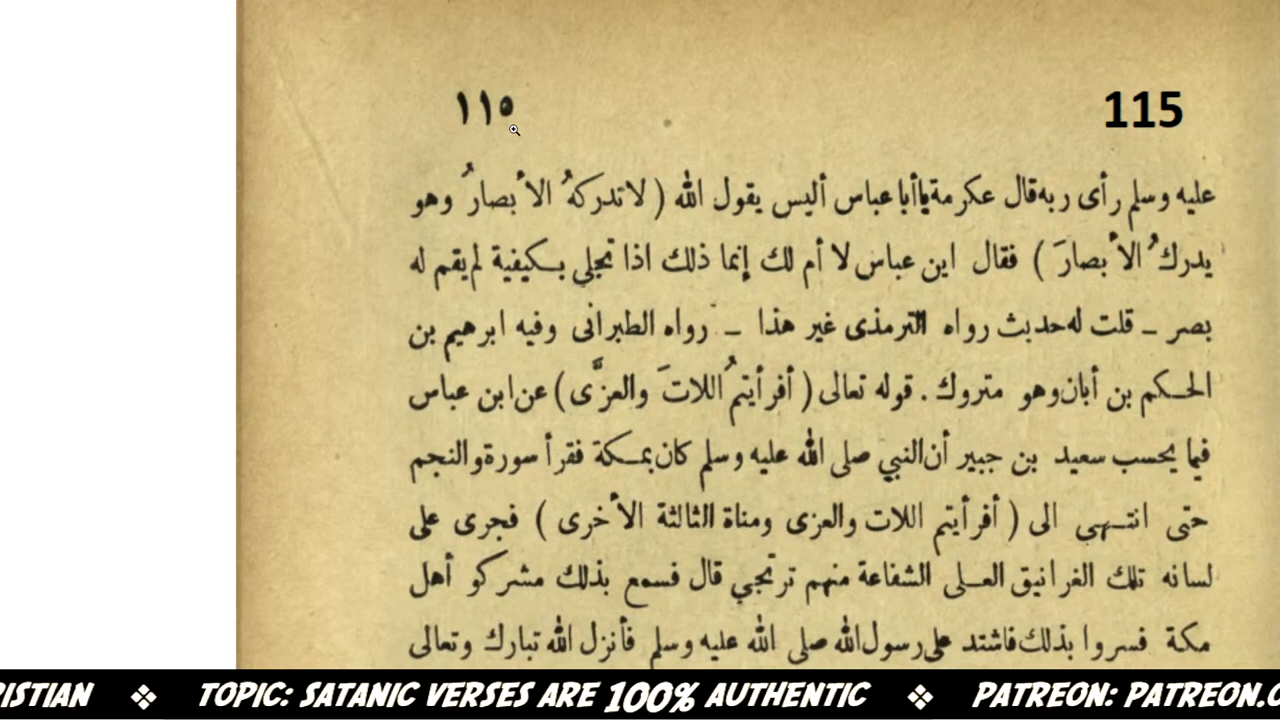 ١١٥
115
عليه وسلم رأى ربه قال عكرمة ياأبا عباس أليس يقول الله ( لاتدركهُ الأبصارُ وهو
يدركُ الأبصارَ ) فقال ابن عباس لا أم لك إنما ذلك اذا تجلى بكيفية لم يقم له
بصر ـ قلت له حديث رواه الترمذى غير هذا ـ رواه الطبرانى وفيه ابرهيم بن
الحكم بن أبان وهو متروك . قوله تعالى ( أفرأيتمُ اللاتَ والعزَّى ) عن ابن عباس
فيما يحسب سعيد بن جبير أن النبي صلى الله عليه وسلم كان بمكة فقرأ سورة والنجم
حتى انتهى الى ( أفرأيتم اللات والعزى ومناة الثالثة الأخرى ) فجرى على
لسانه تلك الغرانيق العلى الشفاعة منهم ترتجي قال فسمع بذلك مشركو أهل
مكة فسروا بذلك فاشتد على رسول الله صلى الله عليه وسلم فأنزل الله تبارك وتعالى
RISTIAN ❖ TOPIC: SATANIC VERSES ARE 100% AUTHENTIC ❖ PATREON: PATREON.C